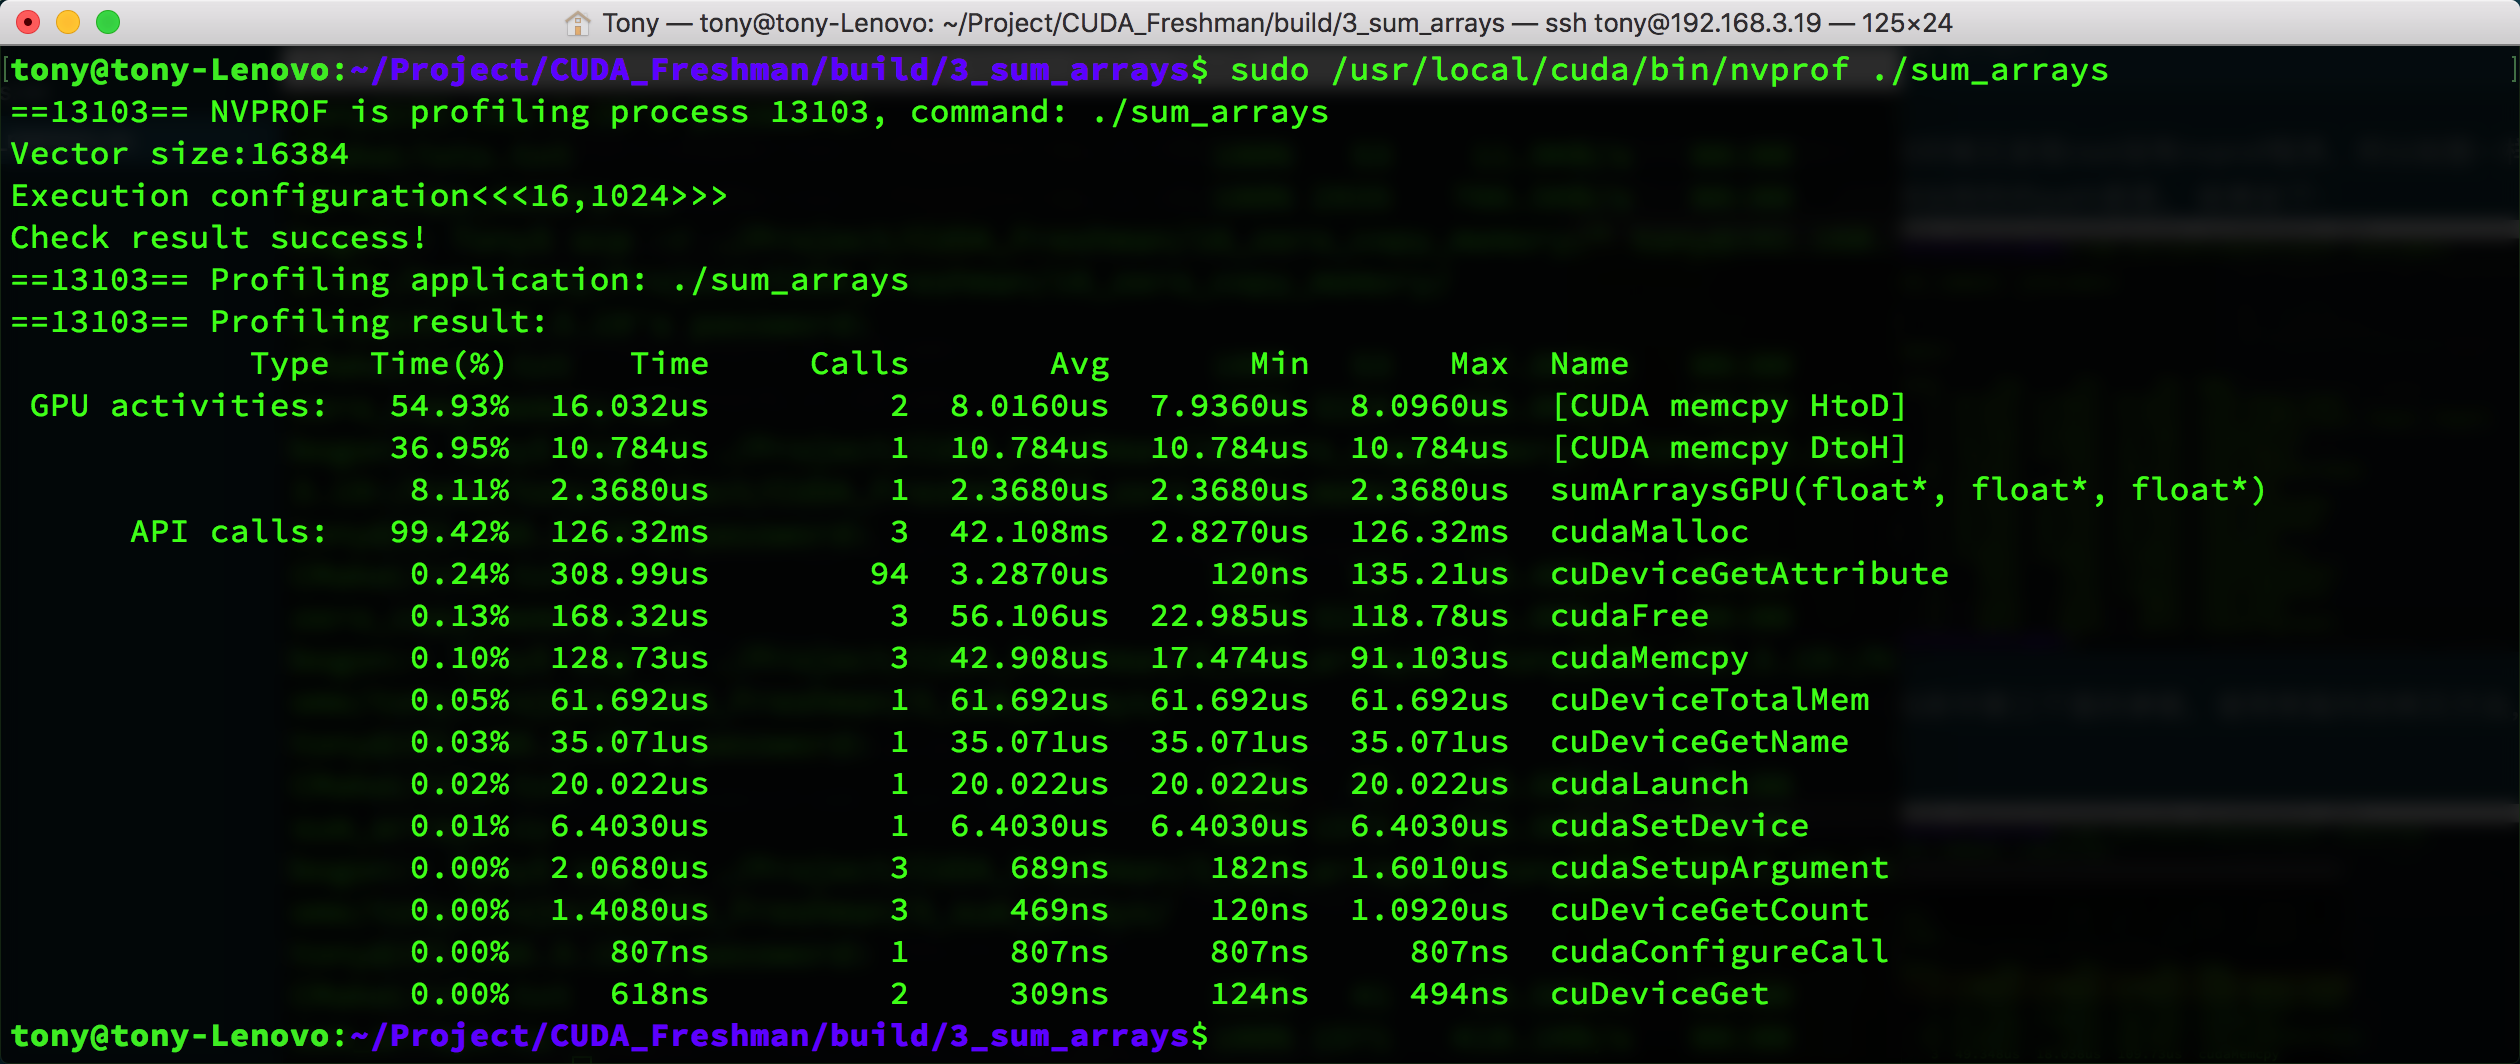 Tony — tony@tony-Lenovo: ~/Project/CUDA_Freshman/build/3_sum_arrays — ssh tony@192.168.3.19 — 125×24
[tony@tony-Lenovo:~/Project/CUDA_Freshman/build/3_sum_arrays$ sudo /usr/local/cuda/bin/nvprof ./sum_arrays ]
==13103== NVPROF is profiling process 13103, command: ./sum_arrays
Vector size:16384
Execution configuration<<<16,1024>>>
Check result success!
==13103== Profiling application: ./sum_arrays
==13103== Profiling result:
            Type  Time(%)      Time     Calls       Avg       Min       Max  Name
 GPU activities:   54.93%  16.032us         2  8.0160us  7.9360us  8.0960us  [CUDA memcpy HtoD]
                   36.95%  10.784us         1  10.784us  10.784us  10.784us  [CUDA memcpy DtoH]
                    8.11%  2.3680us         1  2.3680us  2.3680us  2.3680us  sumArraysGPU(float*, float*, float*)
      API calls:   99.42%  126.32ms         3  42.108ms  2.8270us  126.32ms  cudaMalloc
                    0.24%  308.99us        94  3.2870us     120ns  135.21us  cuDeviceGetAttribute
                    0.13%  168.32us         3  56.106us  22.985us  118.78us  cudaFree
                    0.10%  128.73us         3  42.908us  17.474us  91.103us  cudaMemcpy
                    0.05%  61.692us         1  61.692us  61.692us  61.692us  cuDeviceTotalMem
                    0.03%  35.071us         1  35.071us  35.071us  35.071us  cuDeviceGetName
                    0.02%  20.022us         1  20.022us  20.022us  20.022us  cudaLaunch
                    0.01%  6.4030us         1  6.4030us  6.4030us  6.4030us  cudaSetDevice
                    0.00%  2.0680us         3     689ns     182ns  1.6010us  cudaSetupArgument
                    0.00%  1.4080us         3     469ns     120ns  1.0920us  cuDeviceGetCount
                    0.00%     807ns         1     807ns     807ns     807ns  cudaConfigureCall
                    0.00%     618ns         2     309ns     124ns     494ns  cuDeviceGet
tony@tony-Lenovo:~/Project/CUDA_Freshman/build/3_sum_arrays$